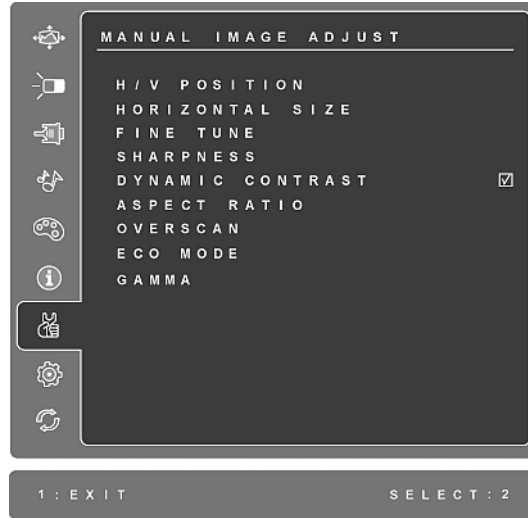 MANUAL IMAGE ADJUST
H/V POSITION
HORIZONTAL SIZE
FINE TUNE
SHARPNESS
DYNAMIC CONTRAST ☑
ASPECT RATIO
OVERSCAN
ECO MODE
GAMMA
1:EXIT SELECT:2